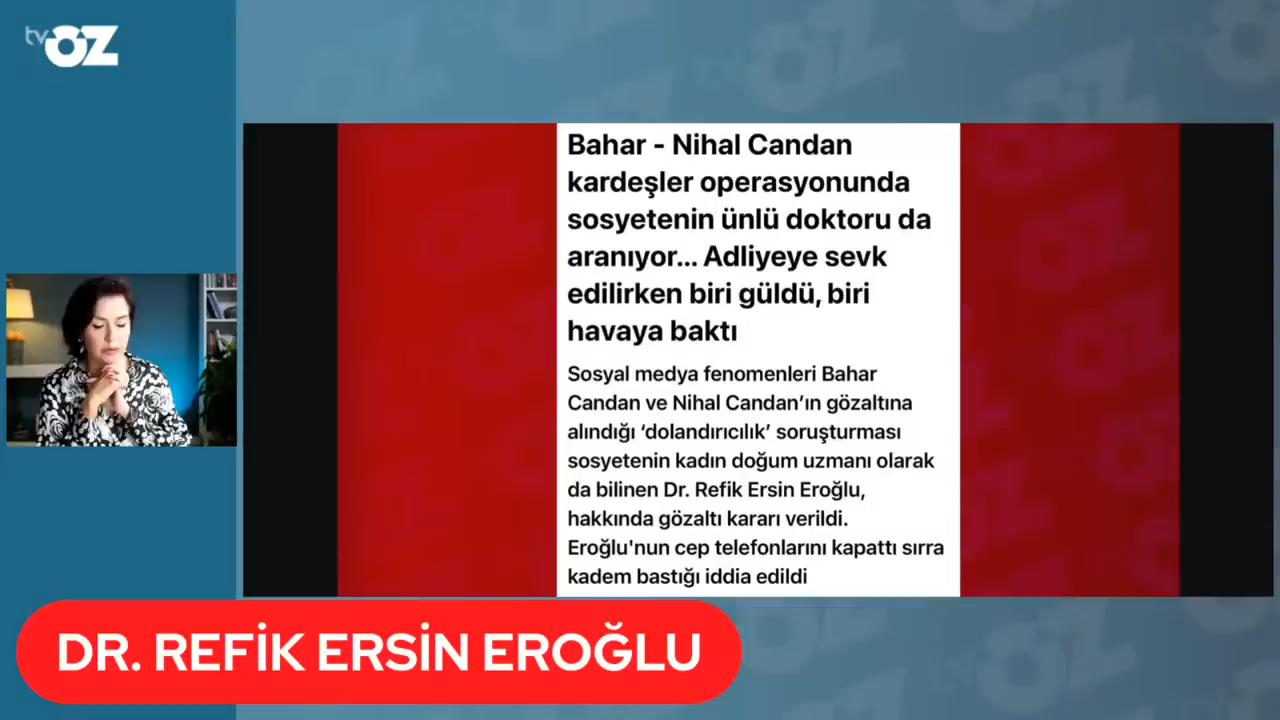 tv ÖZ
Bahar - Nihal Candan
kardeşler operasyonunda
sosyetenin ünlü doktoru da
aranıyor... Adliyeye sevk
edilirken biri güldü, biri
havaya baktı
Sosyal medya fenomenleri Bahar
Candan ve Nihal Candan’ın gözaltına
alındığı ‘dolandırıcılık’ soruşturması
sosyetenin kadın doğum uzmanı olarak
da bilinen Dr. Refik Ersin Eroğlu,
hakkında gözaltı kararı verildi.
Eroğlu'nun cep telefonlarını kapattı sırra
kadem bastığı iddia edildi
DR. REFİK ERSİN EROĞLU